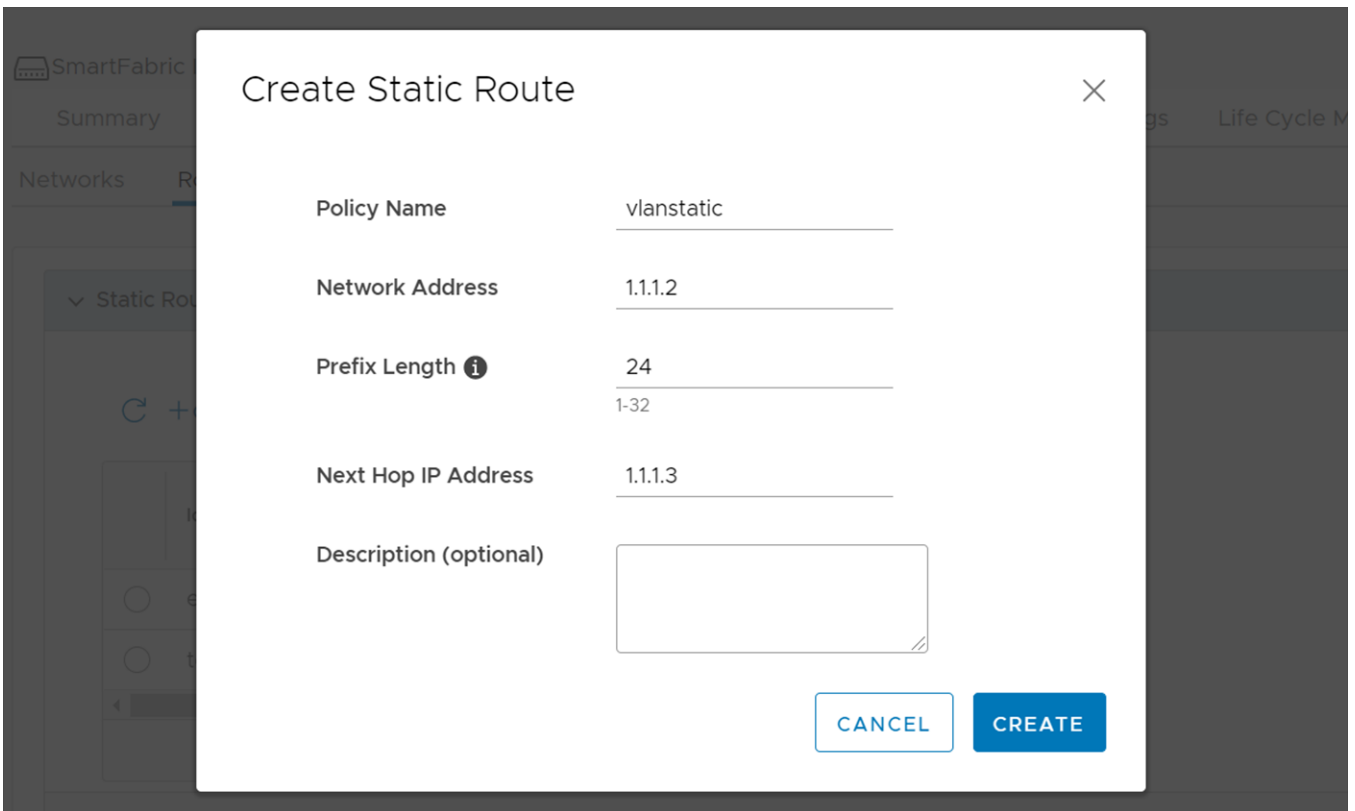 SmartFabric
Create Static Route
Summary
Life Cycle M
Networks
Policy Name
vlanstatic
Network Address
1.1.1.2
Static Rou
Prefix Length
24
1-32
Next Hop IP Address
1.1.1.3
Description (optional)
CANCEL
CREATE